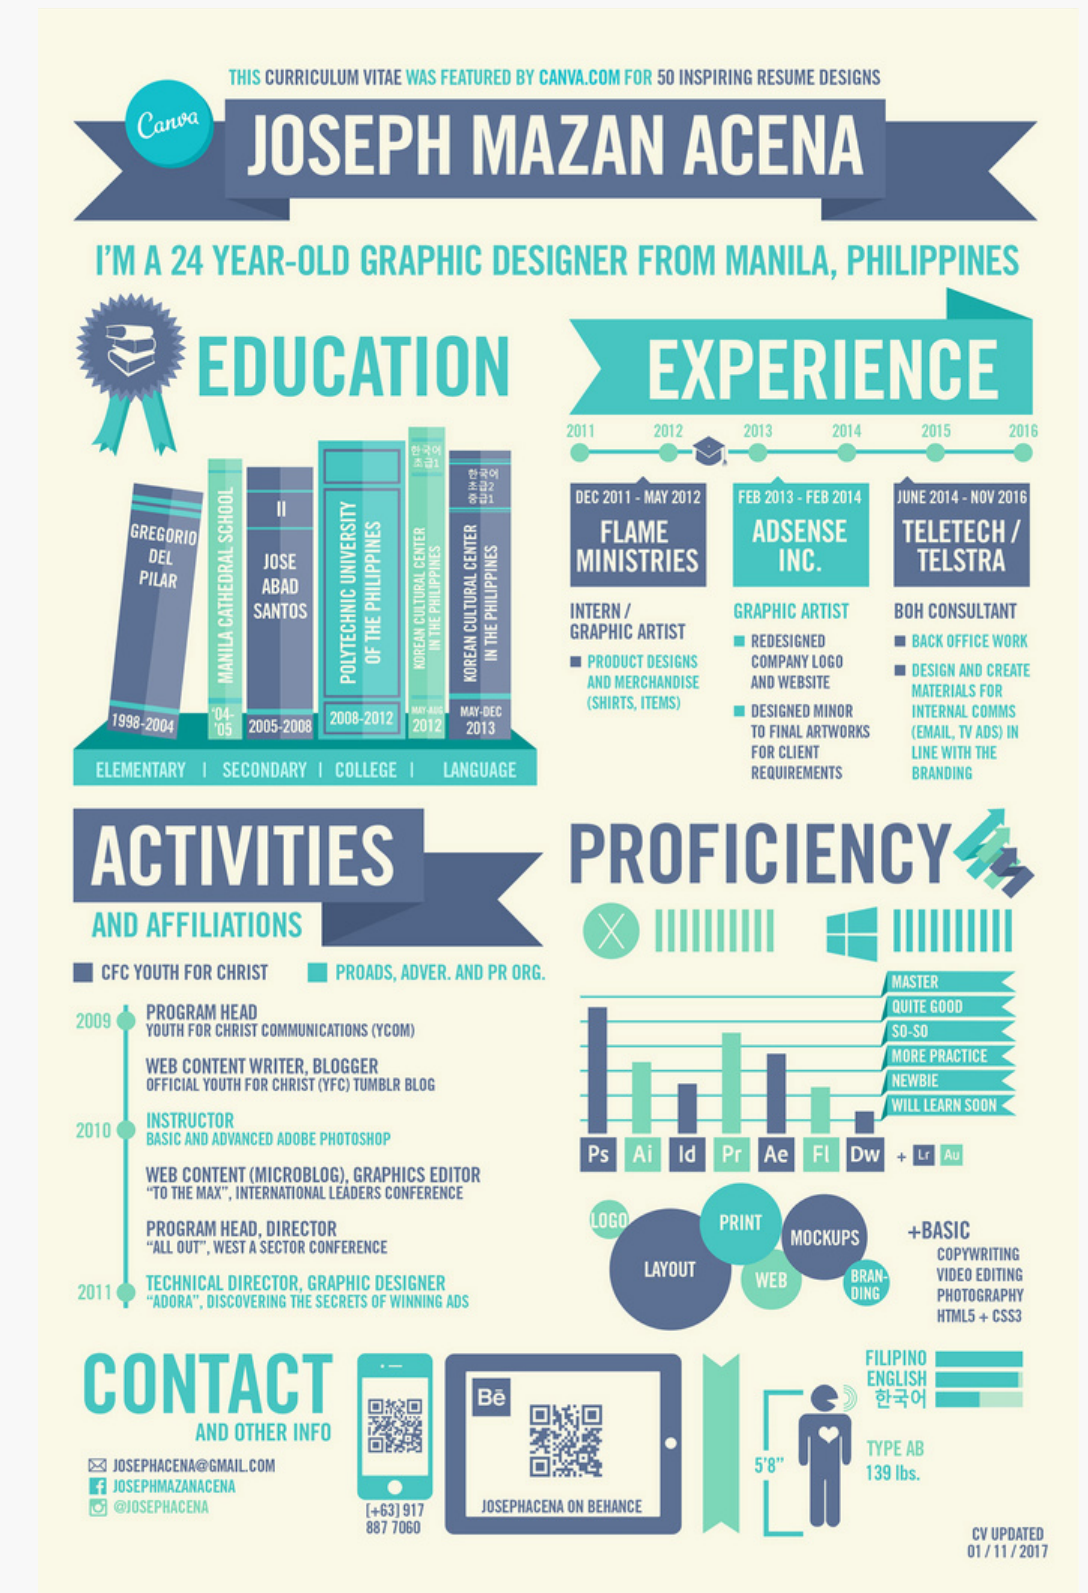 THIS CURRICULUM VITAE WAS FEATURED BY CANVA.COM FOR 50 INSPIRING RESUME DESIGNS
Canva
JOSEPH MAZAN ACENA
I'M A 24 YEAR-OLD GRAPHIC DESIGNER FROM MANILA, PHILIPPINES
EDUCATION
GREGORIO
DEL
PILAR
1998-2004
MANILA CATHEDRAL SCHOOL
'04-
'05
II
JOSE
ABAD
SANTOS
2005-2008
POLYTECHNIC UNIVERSITY
OF THE PHILIPPINES
2008-2012
한국어
초급1
KOREAN CULTURAL CENTER
IN THE PHILIPPINES
MAY-AUG
2012
한국어
초급2
중급1
KOREAN CULTURAL CENTER
IN THE PHILIPPINES
MAY-DEC
2013
ELEMENTARY | SECONDARY | COLLEGE | LANGUAGE
EXPERIENCE
2011 2012 2013 2014 2015 2016
DEC 2011 - MAY 2012
FLAME
MINISTRIES
INTERN /
GRAPHIC ARTIST
PRODUCT DESIGNS
AND MERCHANDISE
(SHIRTS, ITEMS)
FEB 2013 - FEB 2014
ADSENSE
INC.
GRAPHIC ARTIST
REDESIGNED
COMPANY LOGO
AND WEBSITE
DESIGNED MINOR
TO FINAL ARTWORKS
FOR CLIENT
REQUIREMENTS
JUNE 2014 - NOV 2016
TELETECH /
TELSTRA
BOH CONSULTANT
BACK OFFICE WORK
DESIGN AND CREATE
MATERIALS FOR
INTERNAL COMMS
(EMAIL, TV ADS) IN
LINE WITH THE
BRANDING
ACTIVITIES
AND AFFILIATIONS
CFC YOUTH FOR CHRIST
PROADS, ADVER. AND PR ORG.
2009
PROGRAM HEAD
YOUTH FOR CHRIST COMMUNICATIONS (YCOM)
WEB CONTENT WRITER, BLOGGER
OFFICIAL YOUTH FOR CHRIST (YFC) TUMBLR BLOG
2010
INSTRUCTOR
BASIC AND ADVANCED ADOBE PHOTOSHOP
WEB CONTENT (MICROBLOG), GRAPHICS EDITOR
"TO THE MAX", INTERNATIONAL LEADERS CONFERENCE
PROGRAM HEAD, DIRECTOR
"ALL OUT", WEST A SECTOR CONFERENCE
2011
TECHNICAL DIRECTOR, GRAPHIC DESIGNER
"ADORA", DISCOVERING THE SECRETS OF WINNING ADS
PROFICIENCY
X
MASTER
QUITE GOOD
SO-SO
MORE PRACTICE
NEWBIE
WILL LEARN SOON
Ps Ai Id Pr Ae Fl Dw + Lr Au
LOGO
LAYOUT
PRINT
WEB
MOCKUPS
BRAN-
DING
+BASIC
COPYWRITING
VIDEO EDITING
PHOTOGRAPHY
HTML5 + CSS3
CONTACT
AND OTHER INFO
JOSEPHACENA@GMAIL.COM
JOSEPHMAZANACENA
@JOSEPHACENA
[+63] 917
887 7060
Bē
JOSEPHACENA ON BEHANCE
5'8"
FILIPINO
ENGLISH
한국어
TYPE AB
139 lbs.
CV UPDATED
01 / 11 / 2017